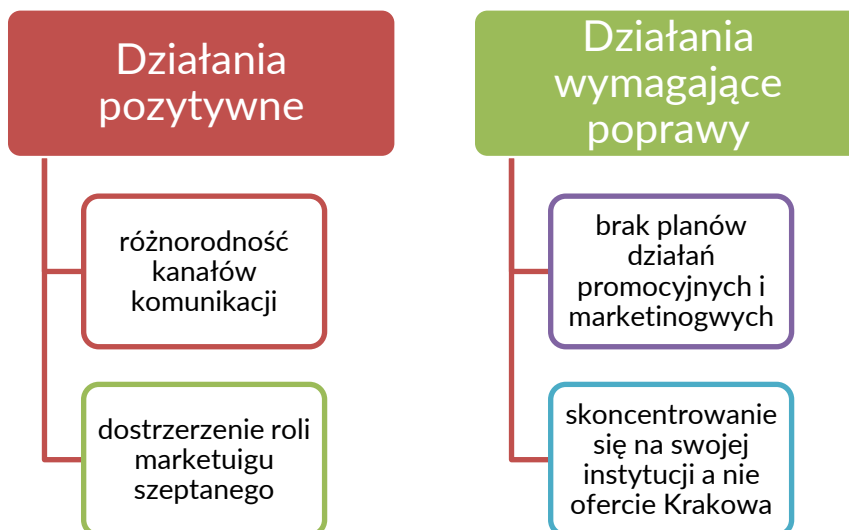 Działania
pozytywne
różnorodność
kanałów
komunikacji
dostrzerzenie roli
marketuigu
szeptanego
Działania
wymagające
poprawy
brak planów
działań
promocyjnych i
marketinogwych
skoncentrowanie
się na swojej
instytucji a nie
ofercie Krakowa